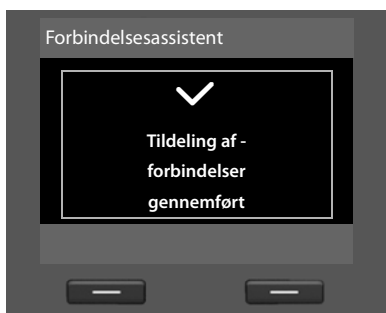 Forbindelsesassistent
Tildeling af -
forbindelser
gennemført